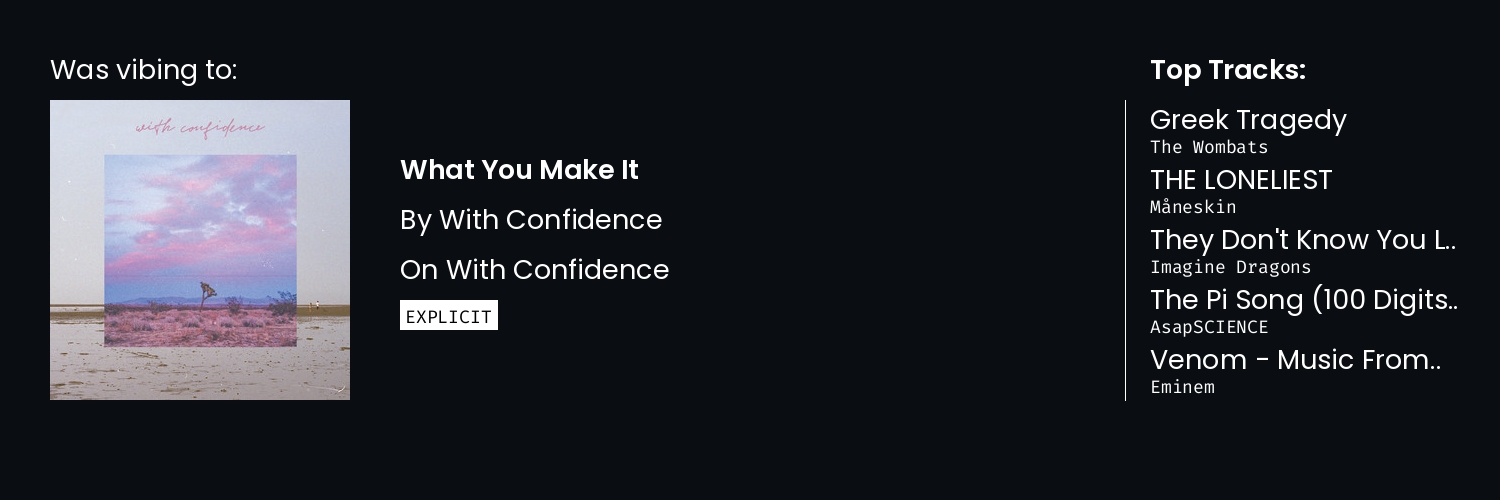 Was vibing to:
with confidence
What You Make It
By With Confidence
On With Confidence
EXPLICIT
Top Tracks:
Greek Tragedy
The Wombats
THE LONELIEST
Måneskin
They Don't Know You L..
Imagine Dragons
The Pi Song (100 Digits..
AsapSCIENCE
Venom - Music From..
Eminem